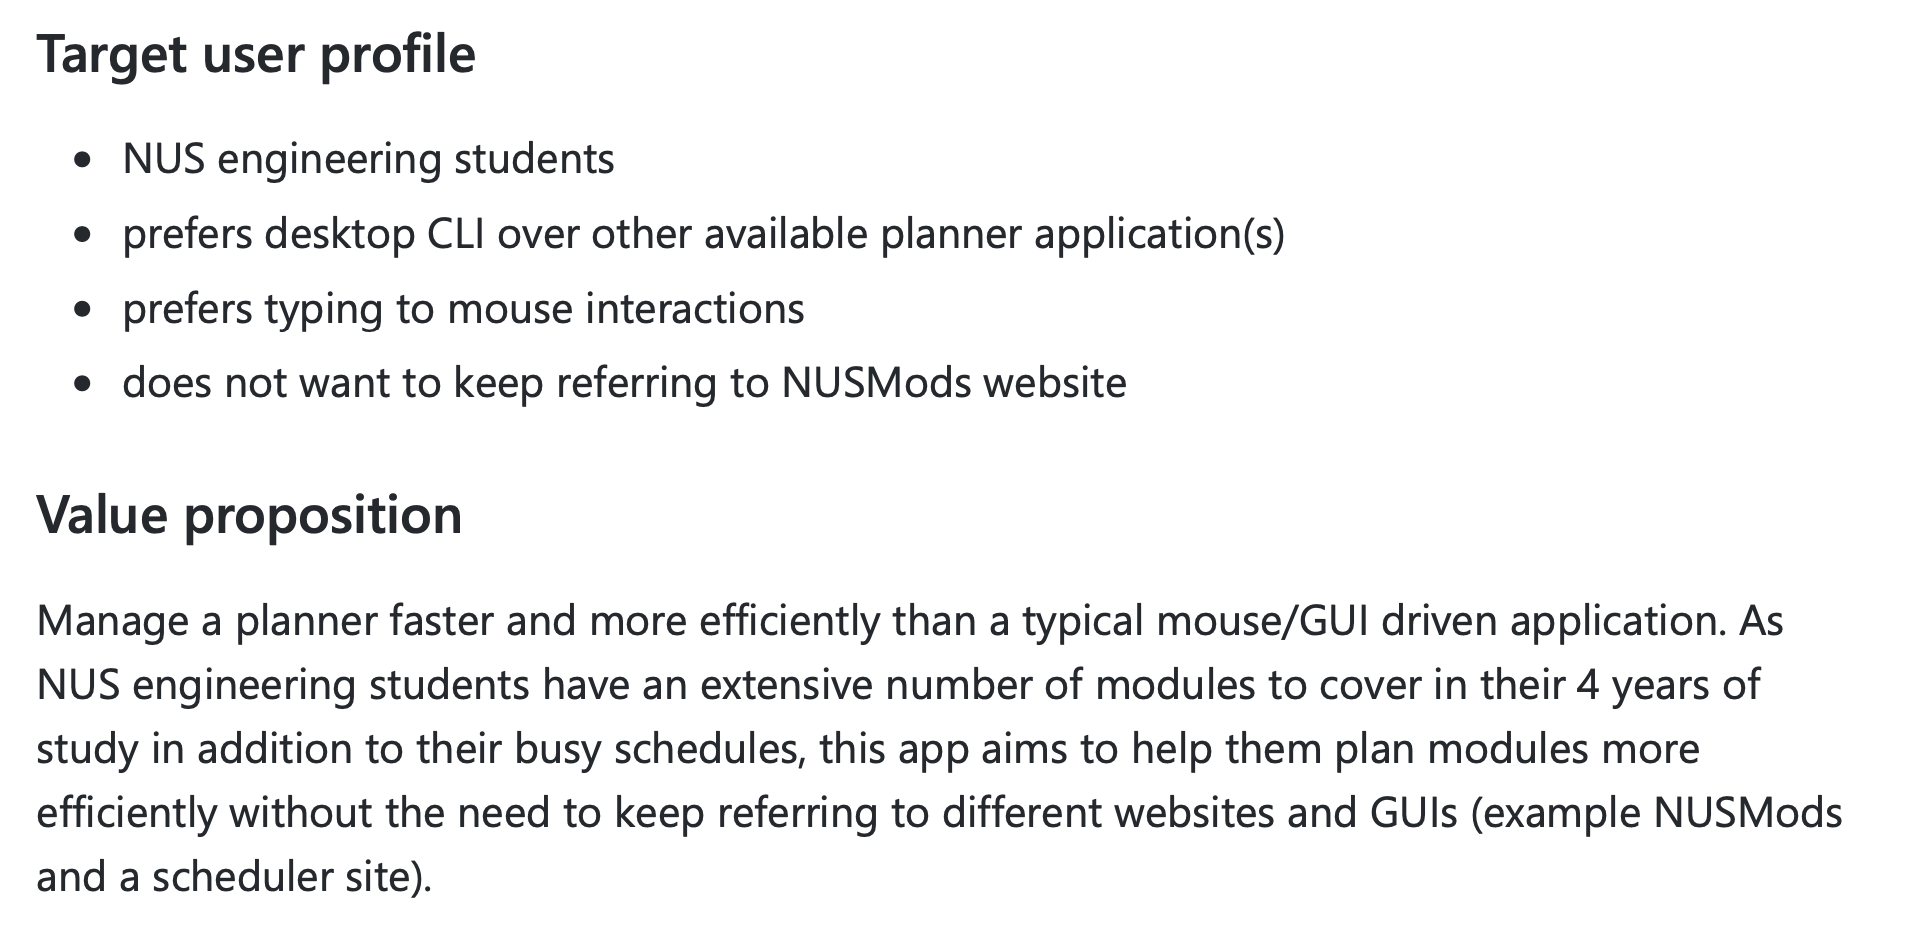 Target user profile
• NUS engineering students
• prefers desktop CLI over other available planner application(s)
• prefers typing to mouse interactions
• does not want to keep referring to NUSMods website
Value proposition
Manage a planner faster and more efficiently than a typical mouse/GUI driven application. As
NUS engineering students have an extensive number of modules to cover in their 4 years of
study in addition to their busy schedules, this app aims to help them plan modules more
efficiently without the need to keep referring to different websites and GUIs (example NUSMods
and a scheduler site).